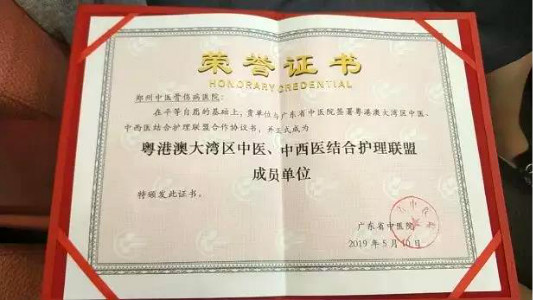 荣誉证书
HONORARY CREDENTIAL
郑州中医骨伤病医院:
在平等自愿的基础上,贵单位与广东省中医院签署粤港澳大湾区中医、
中西医结合护理联盟合作协议书,并正式成为
粤港澳大湾区中医、中西医结合护理联盟
成员单位
特颁发此证书。
广东省中医院
2019年5月10日